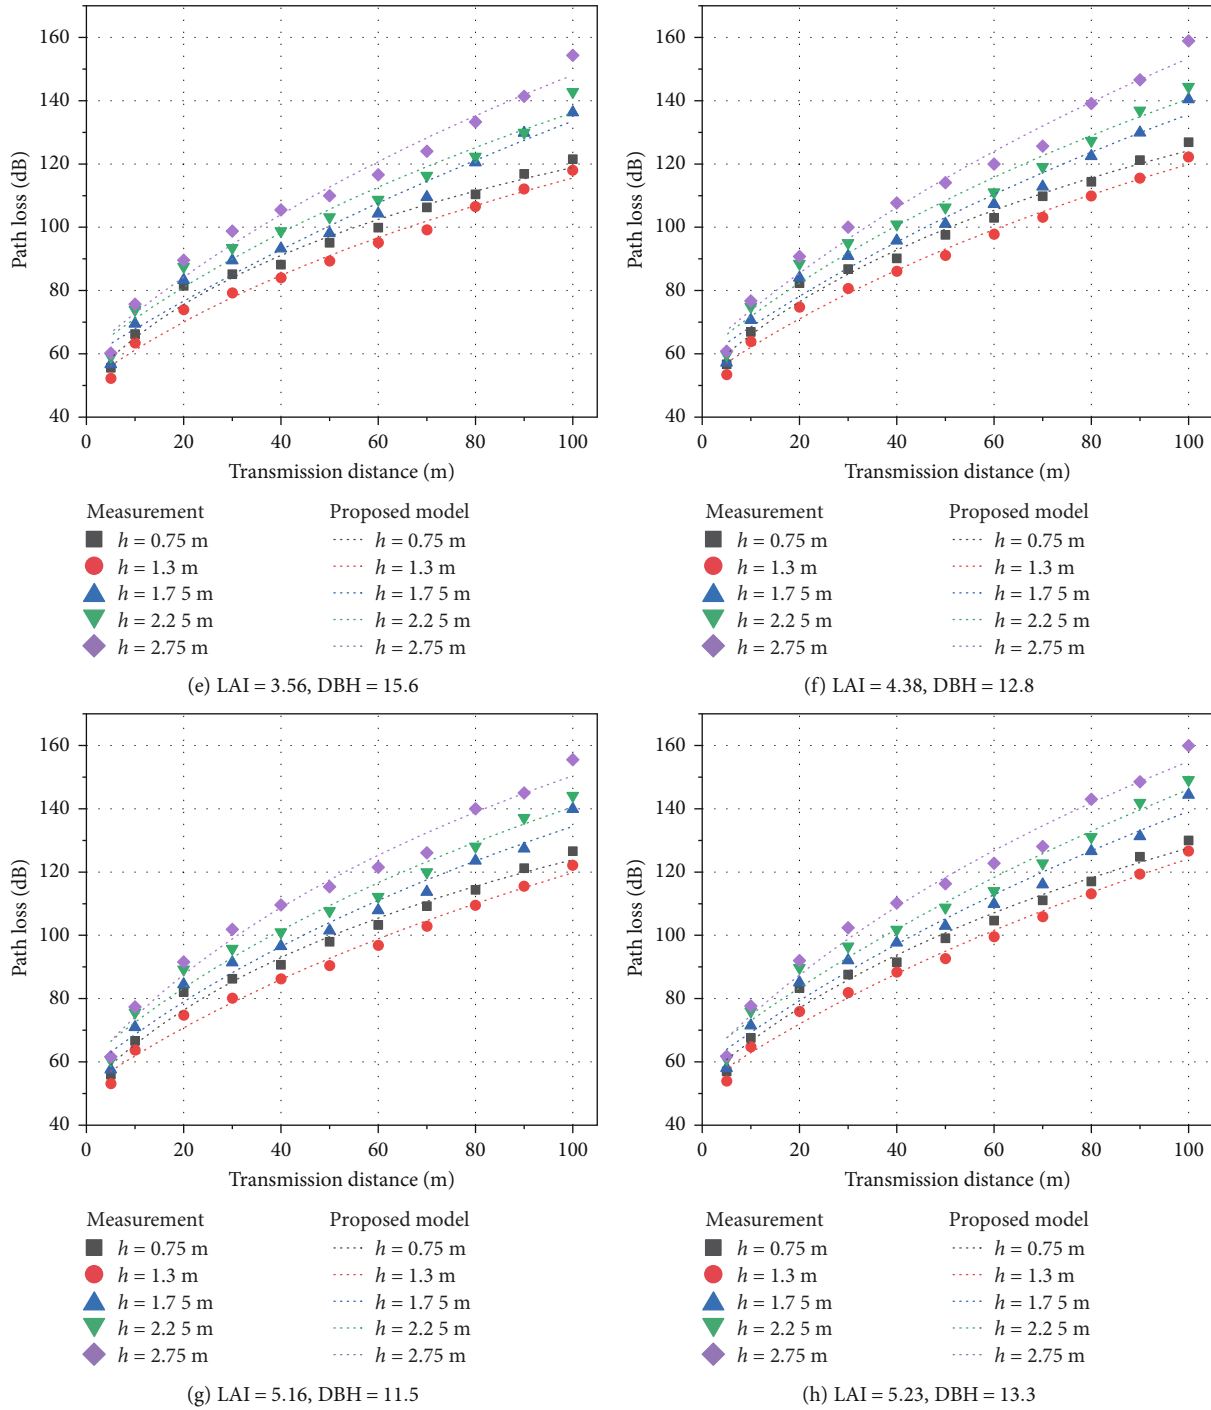 160
140
120
100
80
60
40
Path loss (dB)
0 20 40 60 80 100
Transmission distance (m)
Measurement Proposed model
h = 0.75 m h = 0.75 m
h = 1.3 m h = 1.3 m
h = 1.7 5 m h = 1.7 5 m
h = 2.2 5 m h = 2.2 5 m
h = 2.75 m h = 2.75 m
(e) LAI = 3.56, DBH = 15.6
160
140
120
100
80
60
40
Path loss (dB)
0 20 40 60 80 100
Transmission distance (m)
Measurement Proposed model
h = 0.75 m h = 0.75 m
h = 1.3 m h = 1.3 m
h = 1.7 5 m h = 1.7 5 m
h = 2.2 5 m h = 2.2 5 m
h = 2.75 m h = 2.75 m
(f) LAI = 4.38, DBH = 12.8
160
140
120
100
80
60
40
Path loss (dB)
0 20 40 60 80 100
Transmission distance (m)
Measurement Proposed model
h = 0.75 m h = 0.75 m
h = 1.3 m h = 1.3 m
h = 1.7 5 m h = 1.7 5 m
h = 2.2 5 m h = 2.2 5 m
h = 2.75 m h = 2.75 m
(g) LAI = 5.16, DBH = 11.5
160
140
120
100
80
60
40
Path loss (dB)
0 20 40 60 80 100
Transmission distance (m)
Measurement Proposed model
h = 0.75 m h = 0.75 m
h = 1.3 m h = 1.3 m
h = 1.7 5 m h = 1.7 5 m
h = 2.2 5 m h = 2.2 5 m
h = 2.75 m h = 2.75 m
(h) LAI = 5.23, DBH = 13.3